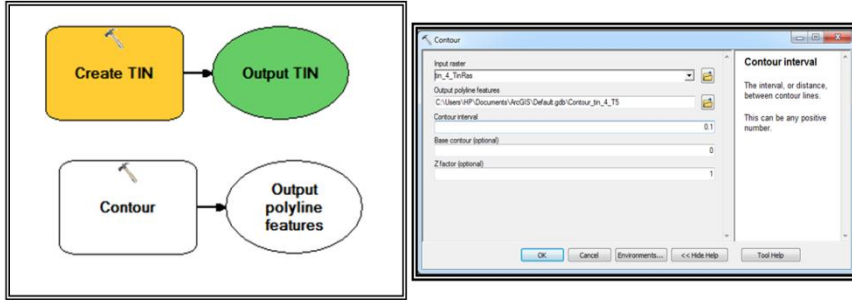 Create TIN
Output TIN
Contour
Output
polyline
features
Contour
Input raster
tin_4_TinRas
Output polyline features
C:\Users\HP\Documents\ArcGIS\Default.gdb\Contour_tin_4_T5
Contour interval
0.1
Base contour (optional)
0
Z factor (optional)
1
Contour interval
The interval, or distance,
between contour lines.
This can be any positive
number.
OK
Cancel
Environments...
<< Hide Help
Tool Help